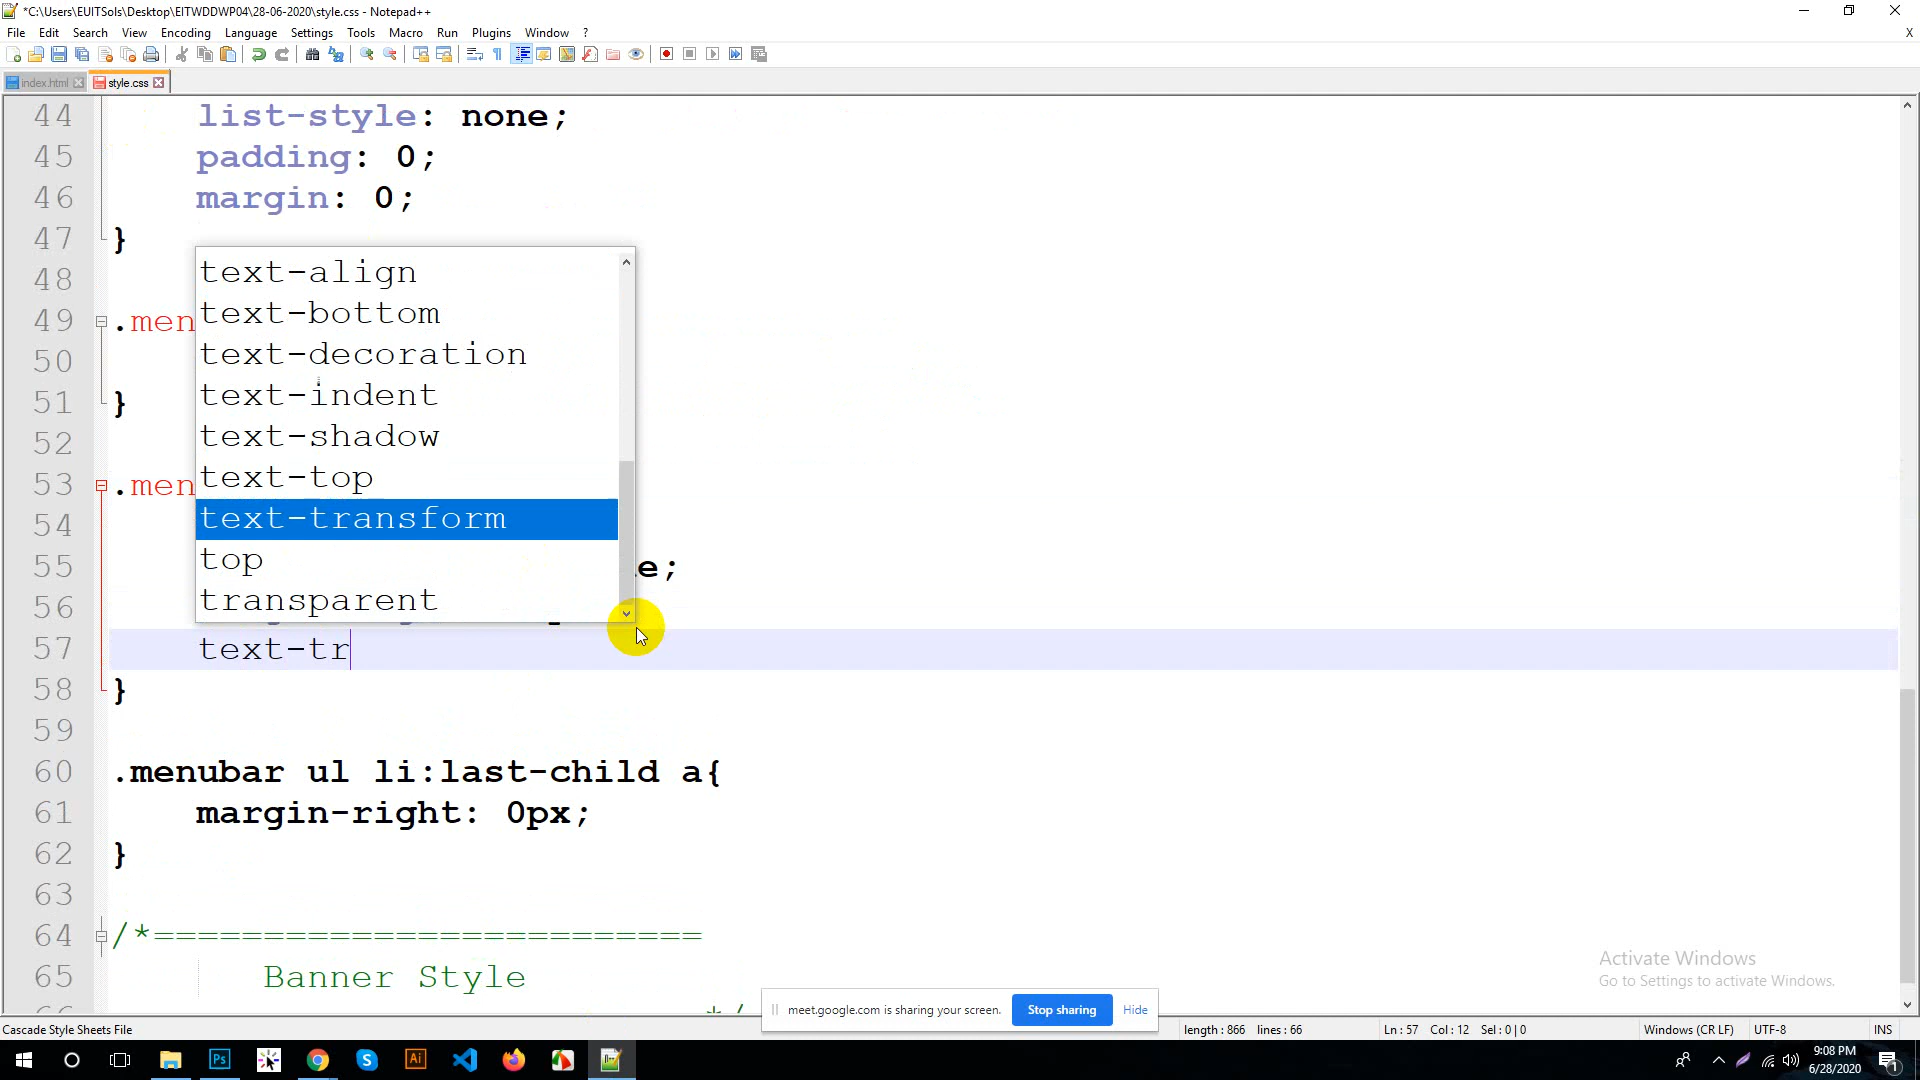 *C:\Users\EUITSols\Desktop\EITWDDWP04\28-06-2020\style.css - Notepad++
File Edit Search View Encoding Language Settings Tools Macro Run Plugins Window ? X
index.html style.css
44 list-style: none;
45 padding: 0;
46 margin: 0;
47 }
48
text-align
text-bottom
text-decoration
text-indent
text-shadow
text-top
text-transform
top
transparent
49 .men
50
51 }
52
53 .men
54
55 e;
56
57 text-tr
58 }
59
60 .menubar ul li:last-child a{
61 margin-right: 0px;
62 }
63
64 /*=========================
65 Banner Style
Activate Windows
Go to Settings to activate Windows.
meet.google.com is sharing your screen. Stop sharing Hide
Cascade Style Sheets File length : 866 lines : 66 Ln : 57 Col : 12 Sel : 0 | 0 Windows (CR LF) UTF-8 INS
Ps Ai
9:08 PM
6/28/2020
1